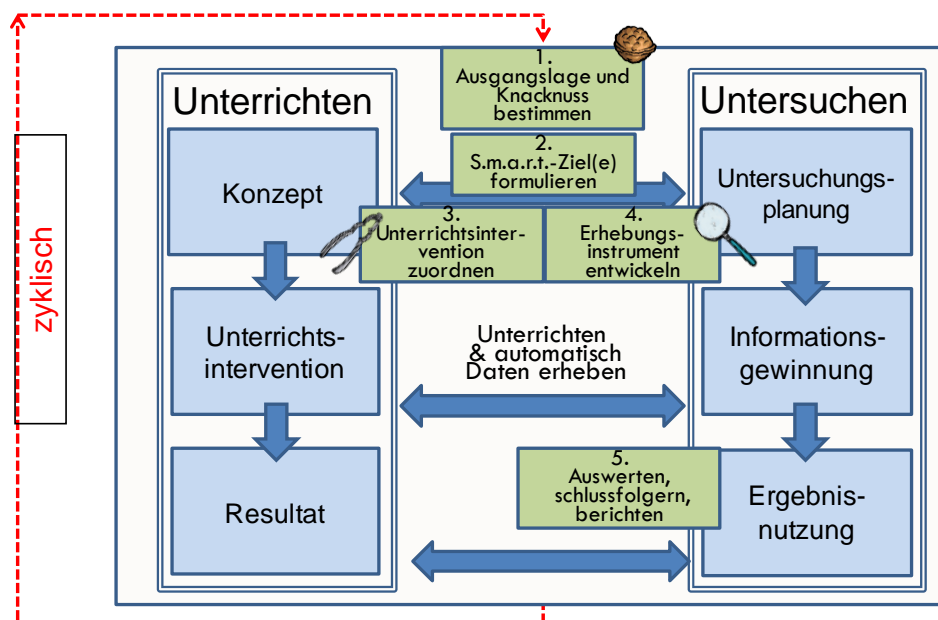 zyklisch
Unterrichten
Konzept
Unterrichts-
intervention
Resultat
1.
Ausgangslage und
Knacknuss
bestimmen
2.
S.m.a.r.t.-Ziel(e)
formulieren
3.
Unterrichtsinter-
vention
zuordnen
4.
Erhebungs-
instrument
entwickeln
Unterrichten
& automatisch
Daten erheben
5.
Auswerten,
schlussfolgern,
berichten
Untersuchen
Untersuchungs-
planung
Informations-
gewinnung
Ergebnis-
nutzung